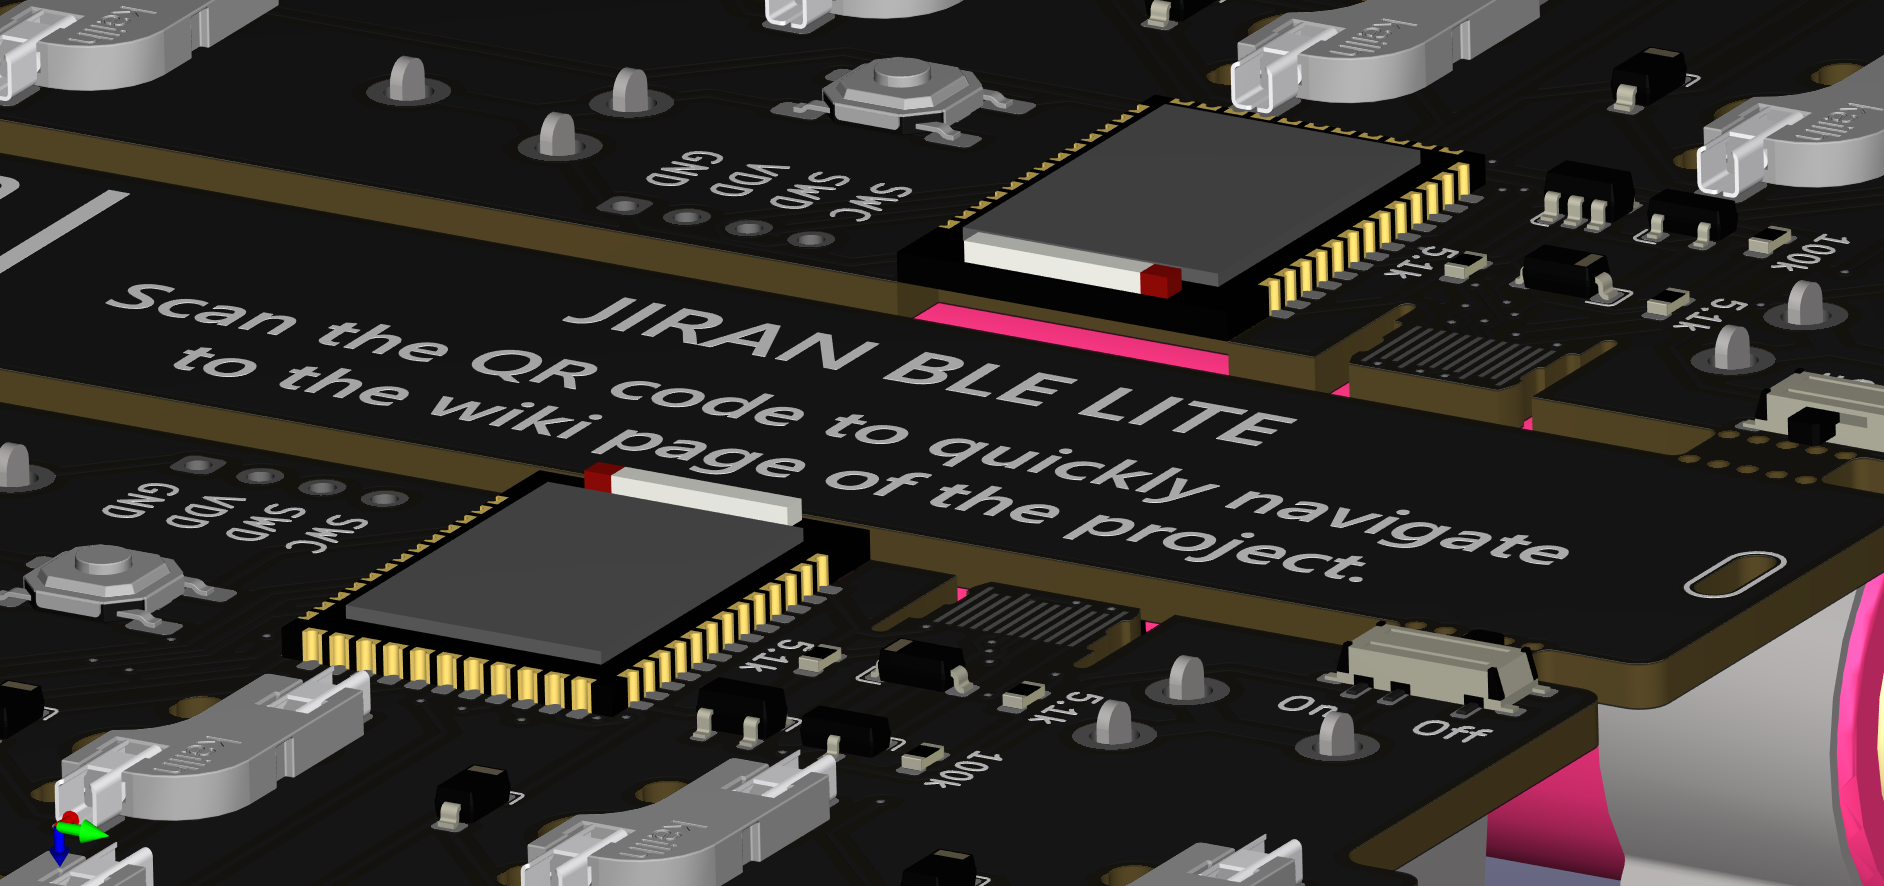 Kailh
Kailh
Kailh
GND
VDD
SWD
SWC
5.1k
100k
5.1k
JIRAN BLE LITE
Scan the QR code to quickly navigate
to the wiki page of the project.
GND
VDD
SWD
SWC
5.1k
5.1k
100k
On
Off
Kailh
Kailh